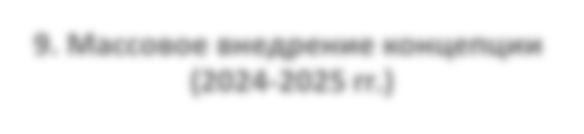 9. Массовое внедрение концепции
(2024-2025 гг.)